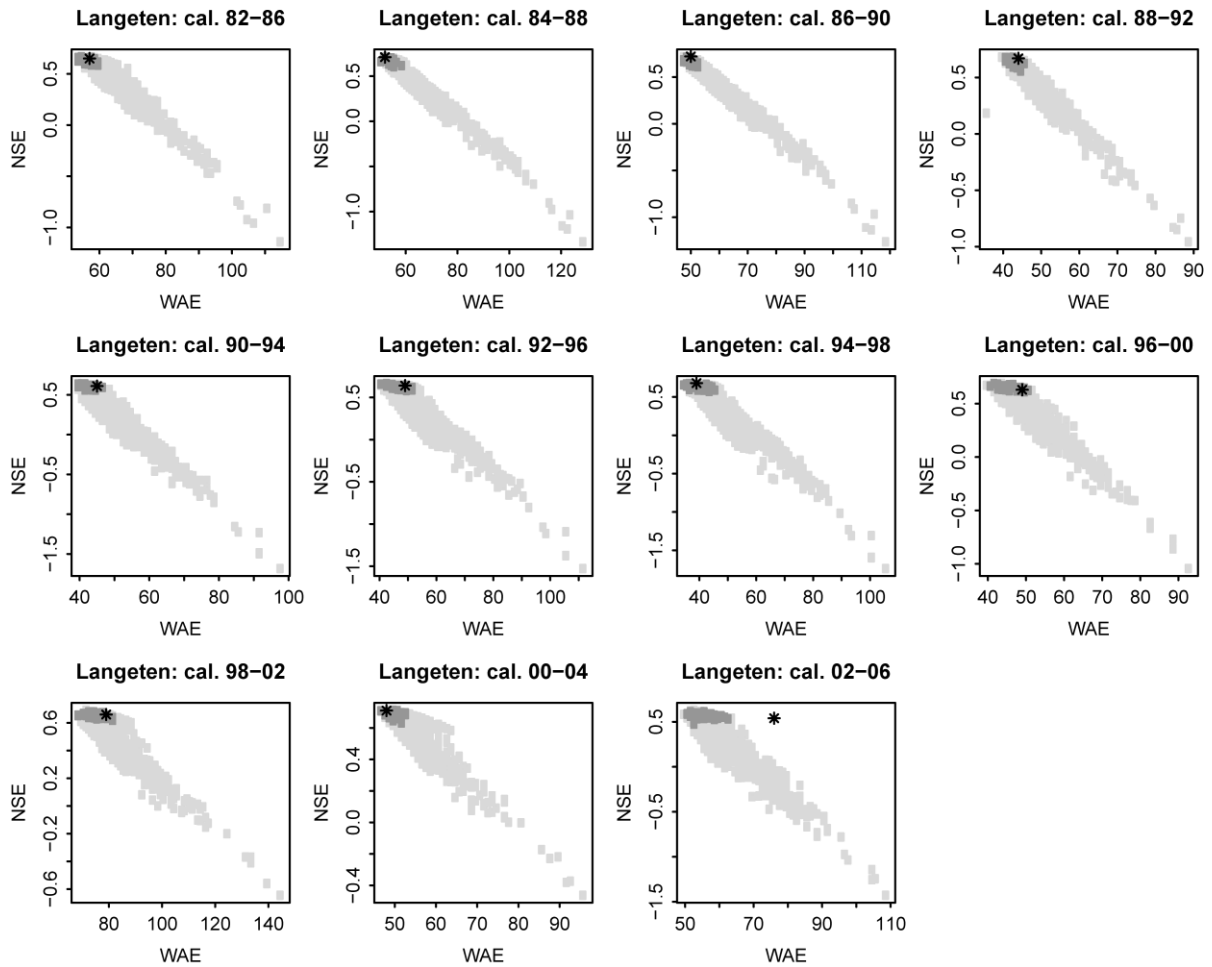 Langeten: cal. 82−86
Langeten: cal. 84−88
Langeten: cal. 86−90
Langeten: cal. 88−92
NSE
0.5
0.0
−1.0
60
80
100
WAE
NSE
0.5
0.0
−1.0
60
80
100
120
WAE
NSE
0.5
0.0
−1.0
50
70
90
110
WAE
NSE
0.5
0.0
−0.5
−1.0
40
50
60
70
80
90
WAE
Langeten: cal. 90−94
Langeten: cal. 92−96
Langeten: cal. 94−98
Langeten: cal. 96−00
NSE
0.5
−0.5
−1.5
40
60
80
100
WAE
NSE
0.5
−0.5
−1.5
40
60
80
100
WAE
NSE
0.5
−0.5
−1.5
40
60
80
100
WAE
NSE
0.5
0.0
−0.5
−1.0
40
50
60
70
80
90
WAE
Langeten: cal. 98−02
Langeten: cal. 00−04
Langeten: cal. 02−06
NSE
0.6
0.2
−0.2
−0.6
80
100
120
140
WAE
NSE
0.4
0.0
−0.4
50
60
70
80
90
WAE
NSE
0.5
−0.5
−1.5
50
70
90
110
WAE